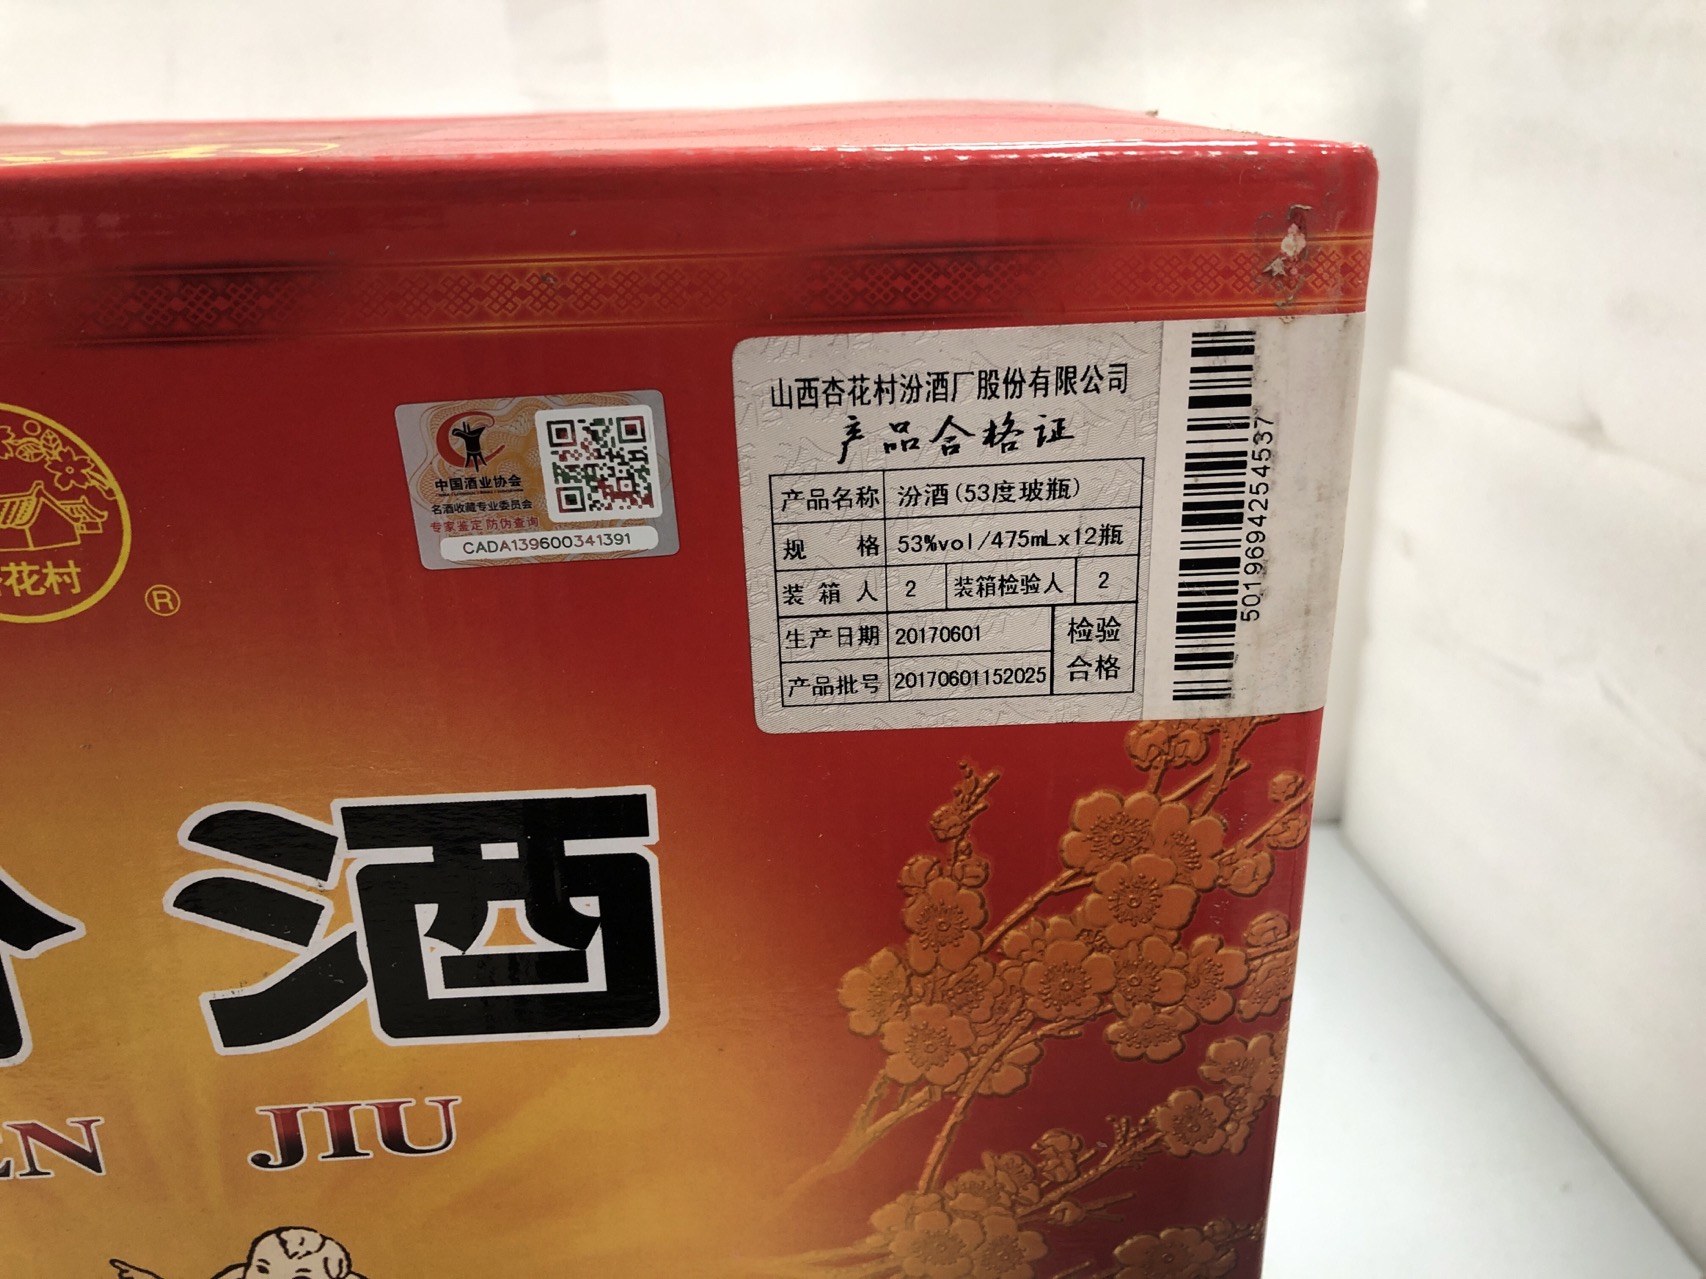 花村
®
中国酒业协会
名酒收藏专业委员会
专家鉴定 防伪查询
CADA139600341391
山西杏花村汾酒厂股份有限公司
产品合格证
产品名称 汾酒(53度玻瓶)
规 格 53%vol/475mLx12瓶
装 箱 人 2 装箱检验人 2
生产日期 20170601
产品批号 20170601152025
检验
合格
5019694254537
酒
EN JIU